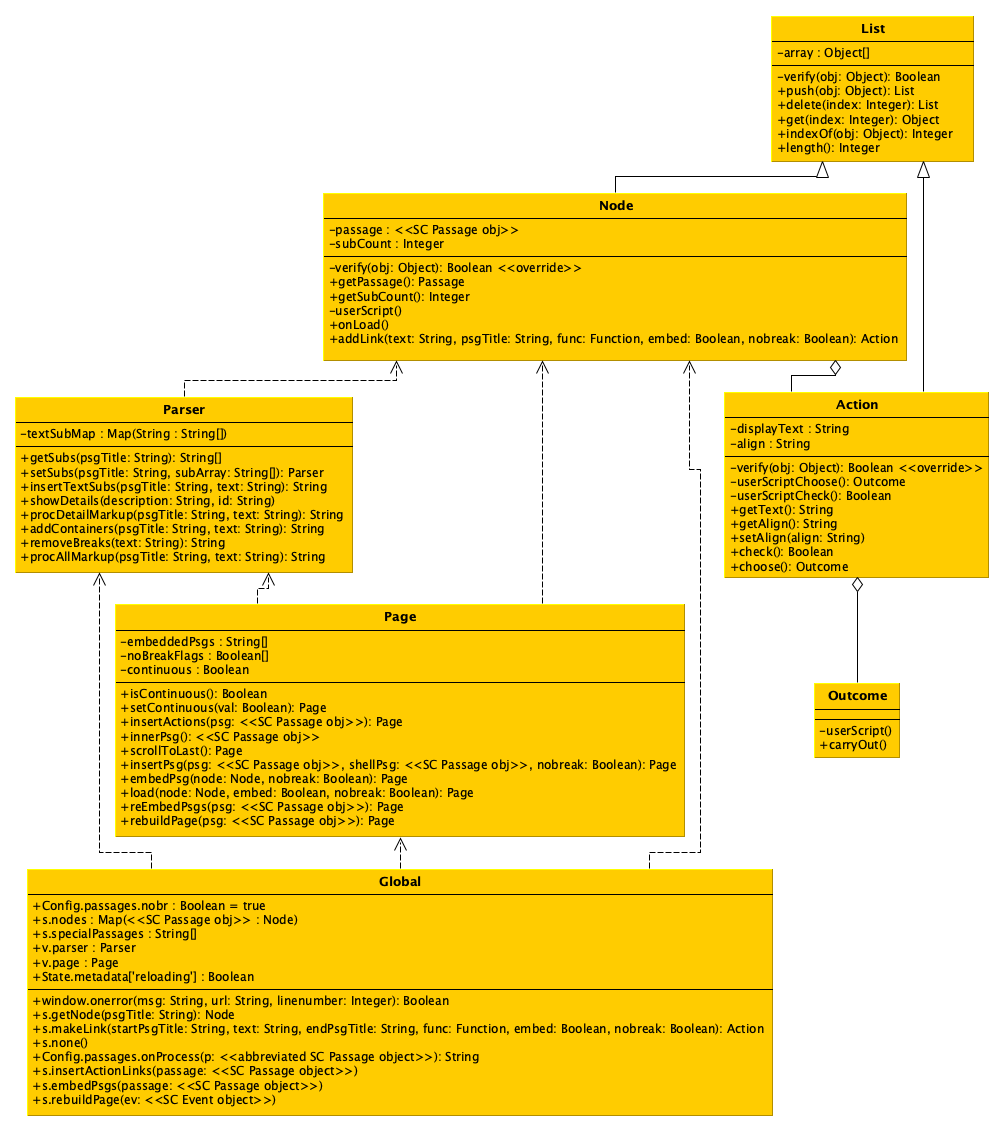 List
-array : Object[]
-verify(obj: Object): Boolean
+push(obj: Object): List
+delete(index: Integer): List
+get(index: Integer): Object
+indexOf(obj: Object): Integer
+length(): Integer
Node
-passage : <<SC Passage obj>>
-subCount : Integer
-verify(obj: Object): Boolean <<override>>
+getPassage(): Passage
+getSubCount(): Integer
-userScript()
+onLoad()
+addLink(text: String, psgTitle: String, func: Function, embed: Boolean, nobreak: Boolean): Action
Parser
-textSubMap : Map(String : String[])
+getSubs(psgTitle: String): String[]
+setSubs(psgTitle: String, subArray: String[]): Parser
+insertTextSubs(psgTitle: String, text: String): String
+showDetails(description: String, id: String)
+procDetailMarkup(psgTitle: String, text: String): String
+addContainers(psgTitle: String, text: String): String
+removeBreaks(text: String): String
+procAllMarkup(psgTitle: String, text: String): String
Action
-displayText : String
-align : String
-verify(obj: Object): Boolean <<override>>
-userScriptChoose(): Outcome
-userScriptCheck(): Boolean
+getText(): String
+getAlign(): String
+setAlign(align: String)
+check(): Boolean
+choose(): Outcome
Page
-embeddedPsgs : String[]
-noBreakFlags : Boolean[]
-continuous : Boolean
+isContinuous(): Boolean
+setContinuous(val: Boolean): Page
+insertActions(psg: <<SC Passage obj>>): Page
+innerPsg(): <<SC Passage obj>>
+scrollToLast(): Page
+insertPsg(psg: <<SC Passage obj>>, shellPsg: <<SC Passage obj>>, nobreak: Boolean): Page
+embedPsg(node: Node, nobreak: Boolean): Page
+load(node: Node, embed: Boolean, nobreak: Boolean): Page
+reEmbedPsgs(psg: <<SC Passage obj>>): Page
+rebuildPage(psg: <<SC Passage obj>>): Page
Outcome
-userScript()
+carryOut()
Global
+Config.passages.nobr : Boolean = true
+s.nodes : Map(<<SC Passage obj>> : Node)
+s.specialPassages : String[]
+v.parser : Parser
+v.page : Page
+State.metadata['reloading'] : Boolean
+window.onerror(msg: String, url: String, linenumber: Integer): Boolean
+s.getNode(psgTitle: String): Node
+s.makeLink(startPsgTitle: String, text: String, endPsgTitle: String, func: Function, embed: Boolean, nobreak: Boolean): Action
+s.none()
+Config.passages.onProcess(p: <<abbreviated SC Passage object>>): String
+s.insertActionLinks(passage: <<SC Passage object>>)
+s.embedPsgs(passage: <<SC Passage object>>)
+s.rebuildPage(ev: <<SC Event object>>)